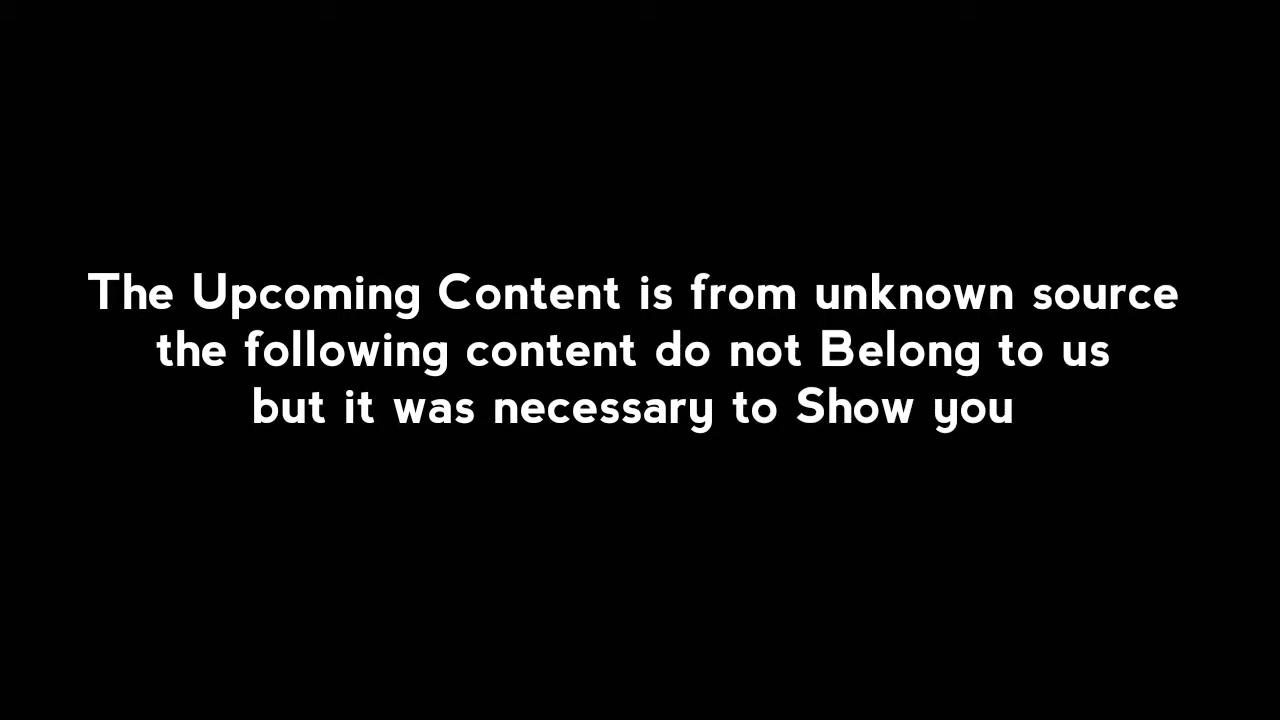 The Upcoming Content is from unknown source
the following content do not Belong to us
but it was necessary to Show you